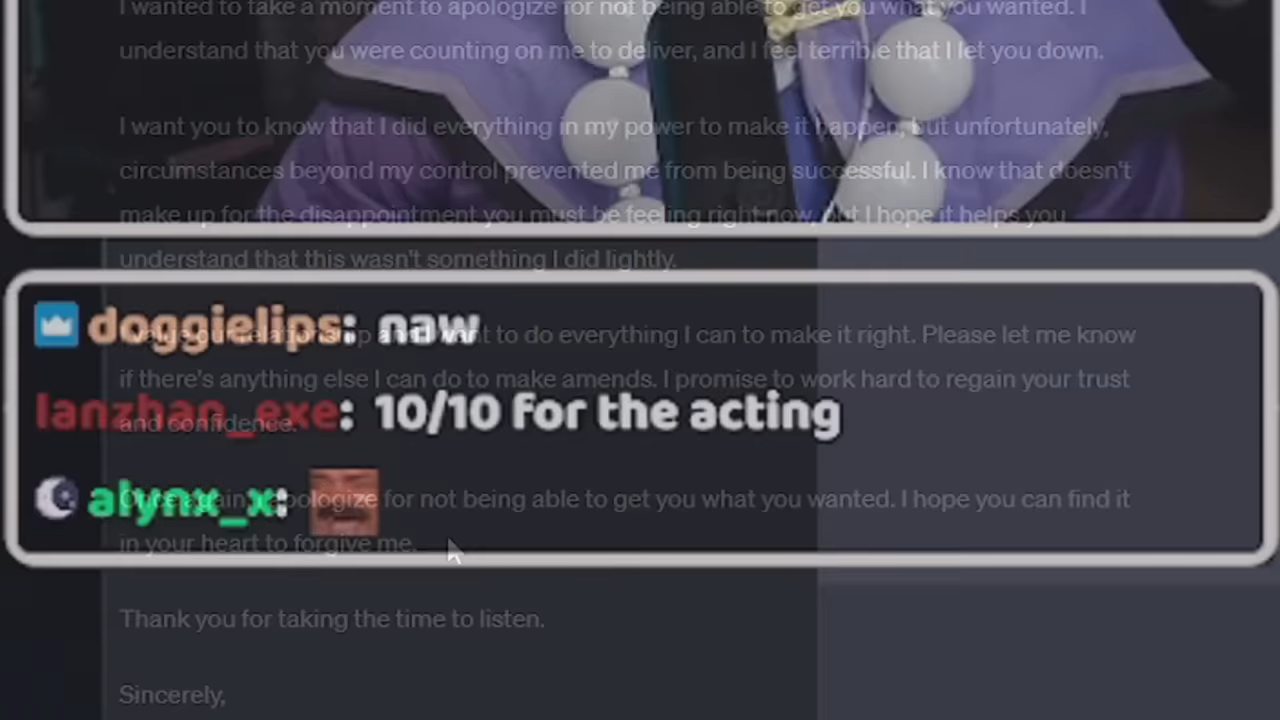 I wanted to take a moment to apologize for not being able to get you what you wanted. I
understand that you were counting on me to deliver, and I feel terrible that I let you down.
I want you to know that I did everything in my power to make it happen, but unfortunately,
circumstances beyond my control prevented me from being successful. I know that doesn't
make up for the disappointment you must be feeling right now, but I hope it helps you
understand that this wasn't something I did lightly.
doggielips: naw
I value our relationship and want to do everything I can to make it right. Please let me know
if there's anything else I can do to make amends. I promise to work hard to regain your trust
lanzhan_exe: 10/10 for the acting
and confidence.
alynx_x:
Once again, I apologize for not being able to get you what you wanted. I hope you can find it
in your heart to forgive me.
Thank you for taking the time to listen.
Sincerely,